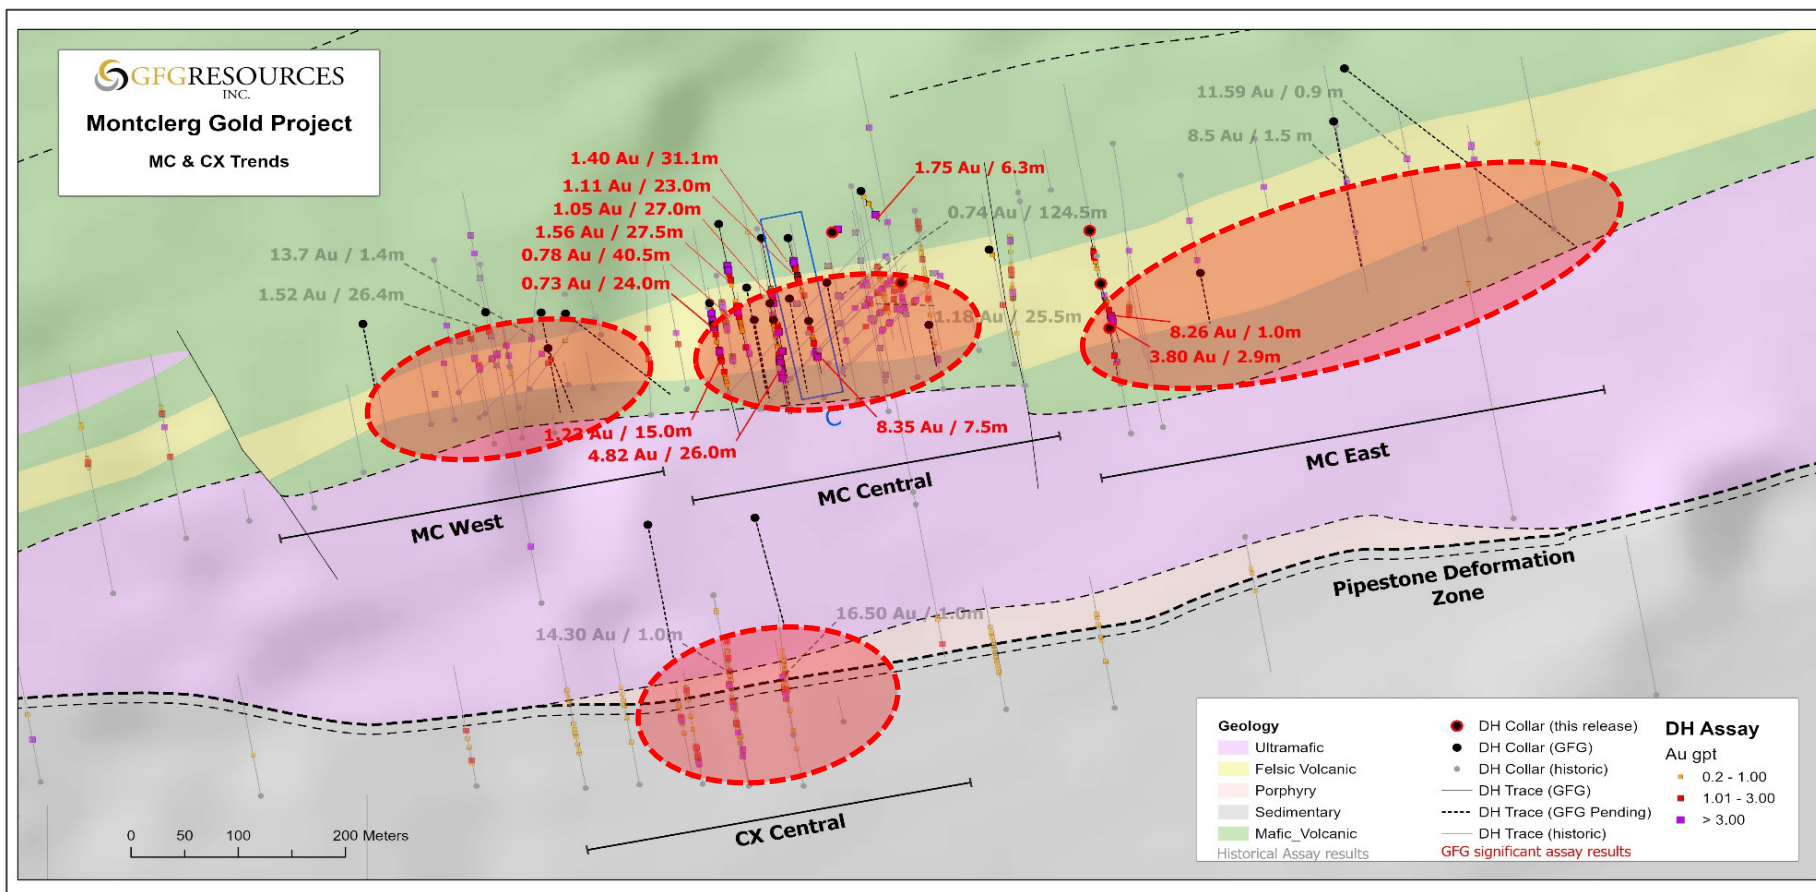 GFGRESOURCES
INC.
Montclerg Gold Project
MC & CX Trends
11.59 Au / 0.9 m
8.5 Au / 1.5 m
1.40 Au / 31.1m
1.75 Au / 6.3m
1.11 Au / 23.0m
1.05 Au / 27.0m
0.74 Au / 124.5m
1.56 Au / 27.5m
13.7 Au / 1.4m
0.78 Au / 40.5m
0.73 Au / 24.0m
1.52 Au / 26.4m
1.18 Au / 25.5m
8.26 Au / 1.0m
3.80 Au / 2.9m
C
8.35 Au / 7.5m
1.23 Au / 15.0m
4.82 Au / 26.0m
MC East
MC Central
MC West
Pipestone Deformation
Zone
16.50 Au / 1.0m
14.30 Au / 1.0m
CX Central
0 50 100 200 Meters
Geology
Ultramafic
Felsic Volcanic
Porphyry
Sedimentary
Mafic_Volcanic
Historical Assay results
DH Collar (this release)
DH Collar (GFG)
DH Collar (historic)
DH Trace (GFG)
DH Trace (GFG Pending)
DH Trace (historic)
GFG significant assay results
DH Assay
Au gpt
0.2 - 1.00
1.01 - 3.00
> 3.00